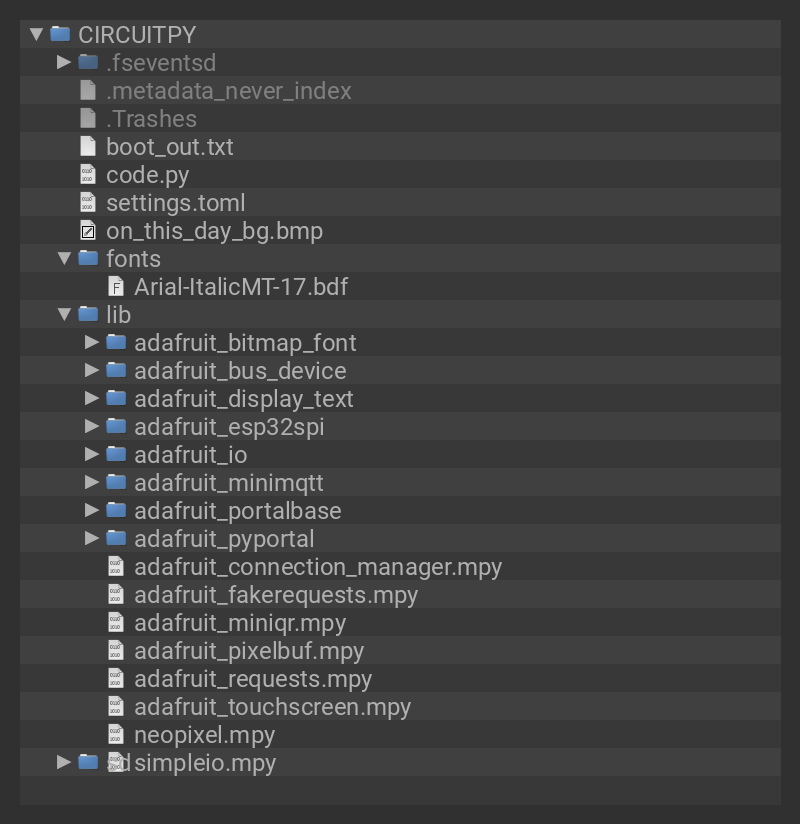 CIRCUITPY
.fseventsd
.metadata_never_index
.Trashes
boot_out.txt
code.py
settings.toml
on_this_day_bg.bmp
fonts
Arial-ItalicMT-17.bdf
lib
adafruit_bitmap_font
adafruit_bus_device
adafruit_display_text
adafruit_esp32spi
adafruit_io
adafruit_minimqtt
adafruit_portalbase
adafruit_pyportal
adafruit_connection_manager.mpy
adafruit_fakerequests.mpy
adafruit_miniqr.mpy
adafruit_pixelbuf.mpy
adafruit_requests.mpy
adafruit_touchscreen.mpy
neopixel.mpy
sd simpleio.mpy